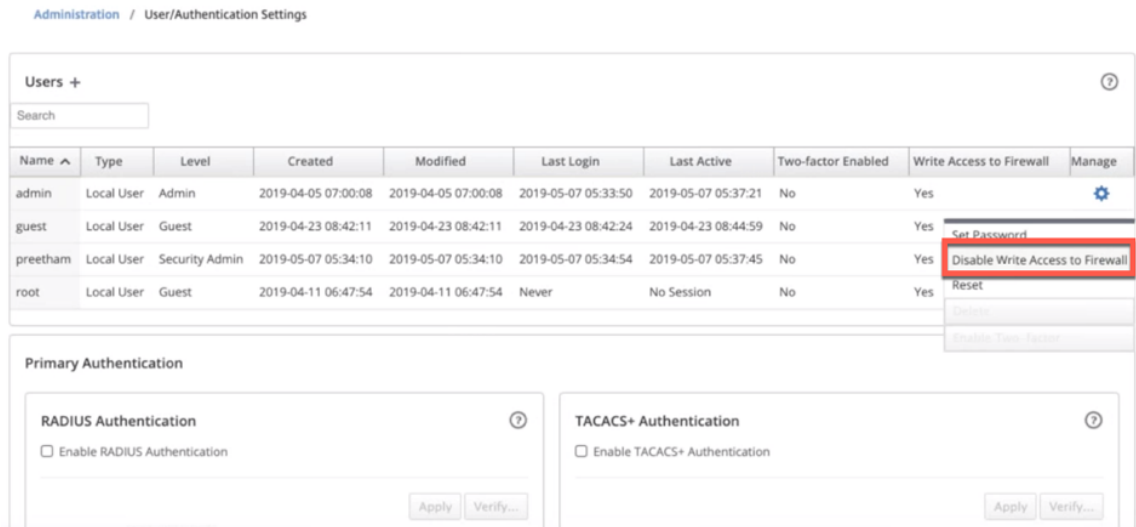 Administration / User/Authentication Settings
Users +
Search
Name Type Level Created Modified Last Login Last Active Two-factor Enabled Write Access to Firewall Manage
admin Local User Admin 2019-04-05 07:00:08 2019-04-05 07:00:08 2019-05-07 05:33:50 2019-05-07 05:37:21 No Yes
guest Local User Guest 2019-04-23 08:42:11 2019-04-23 08:42:11 2019-04-23 08:42:24 2019-04-23 08:44:59 No Yes
Set Password
preetham Local User Security Admin 2019-05-07 05:34:10 2019-05-07 05:34:10 2019-05-07 05:34:54 2019-05-07 05:37:45 No Yes
Disable Write Access to Firewall
Reset
root Local User Guest 2019-04-11 06:47:54 2019-04-11 06:47:54 Never No Session No Yes
Delete
Enable Two-Factor
Primary Authentication
RADIUS Authentication
Enable RADIUS Authentication
Apply Verify...
TACACS+ Authentication
Enable TACACS+ Authentication
Apply Verify...